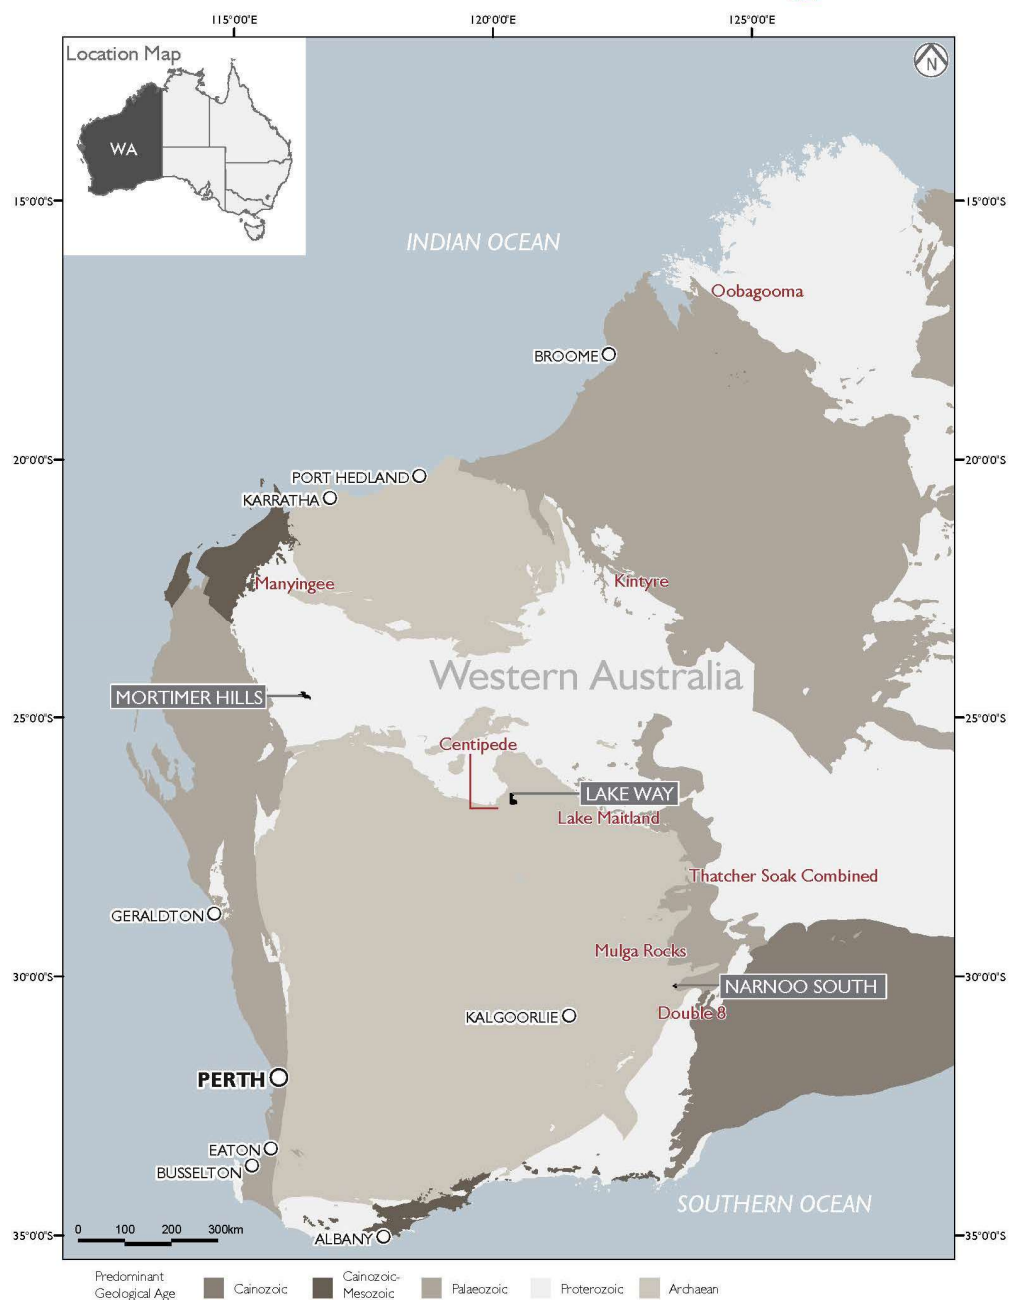 115°0'0"E
120°0'0"E
125°0'0"E
Location Map
WA
N
15°0'0"S
15°0'0"S
INDIAN OCEAN
Oobagooma
BROOME
20°0'0"S
20°0'0"S
PORT HEDLAND
KARRATHA
Manyingee
Kintyre
Western Australia
MORTIMER HILLS
25°0'0"S
25°0'0"S
Centipede
LAKE WAY
Lake Maitland
Thatcher Soak Combined
GERALDTON
Mulga Rocks
30°0'0"S
30°0'0"S
NARNOO SOUTH
Double 8
KALGOORLIE
PERTH
EATON
BUSSELTON
SOUTHERN OCEAN
0 100 200 300km
35°0'0"S
35°0'0"S
ALBANY
Predominant
Geological Age
Cainozoic
Cainozoic-
Mesozoic
Palaeozoic
Proterozoic
Archaean